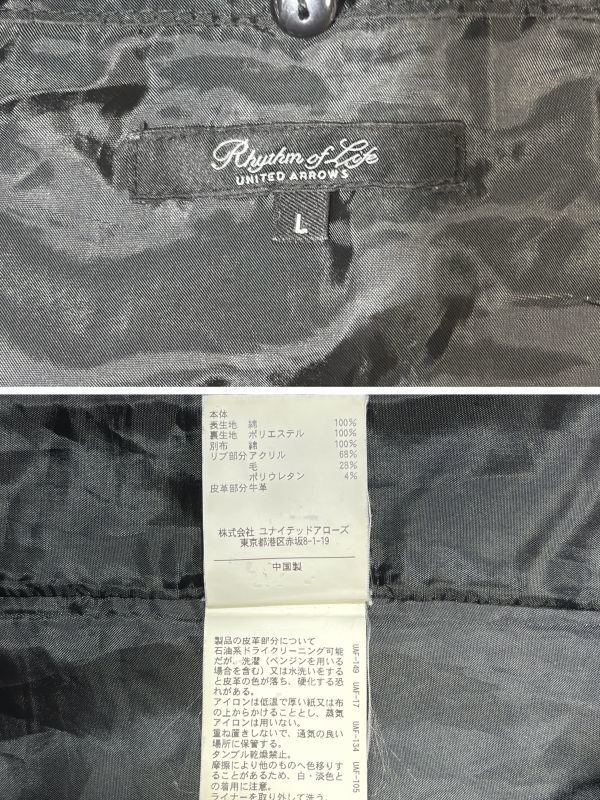 Rhythm of Life
UNITED ARROWS
L
本体
表生地 綿 100%
裏生地 ポリエステル 100%
別布 綿 100%
リブ部分 アクリル 68%
毛 28%
ポリウレタン 4%
皮革部分 牛革
株式会社 ユナイテッドアローズ
東京都港区赤坂8-1-19
中国製
製品の皮革部分について
石油系ドライクリーニング可能
だが、洗濯(ベンジンを用いる
場合を含む)又は水洗いをする
と皮革の色が落ち、硬化する恐
れがある。
アイロンは低温で厚い紙又は布
の上からかけることとし、蒸気
アイロンは用いない。
重ね置きしないで、通気の良い
場所に保管する。
タンブル乾燥禁止。
摩擦により他のものへ色移りす
ることがあるため、白・淡色と
の着用に注意。
ライナーを取り外して洗う。
UAF-149 UAF-17 UAF-134 UAF-105